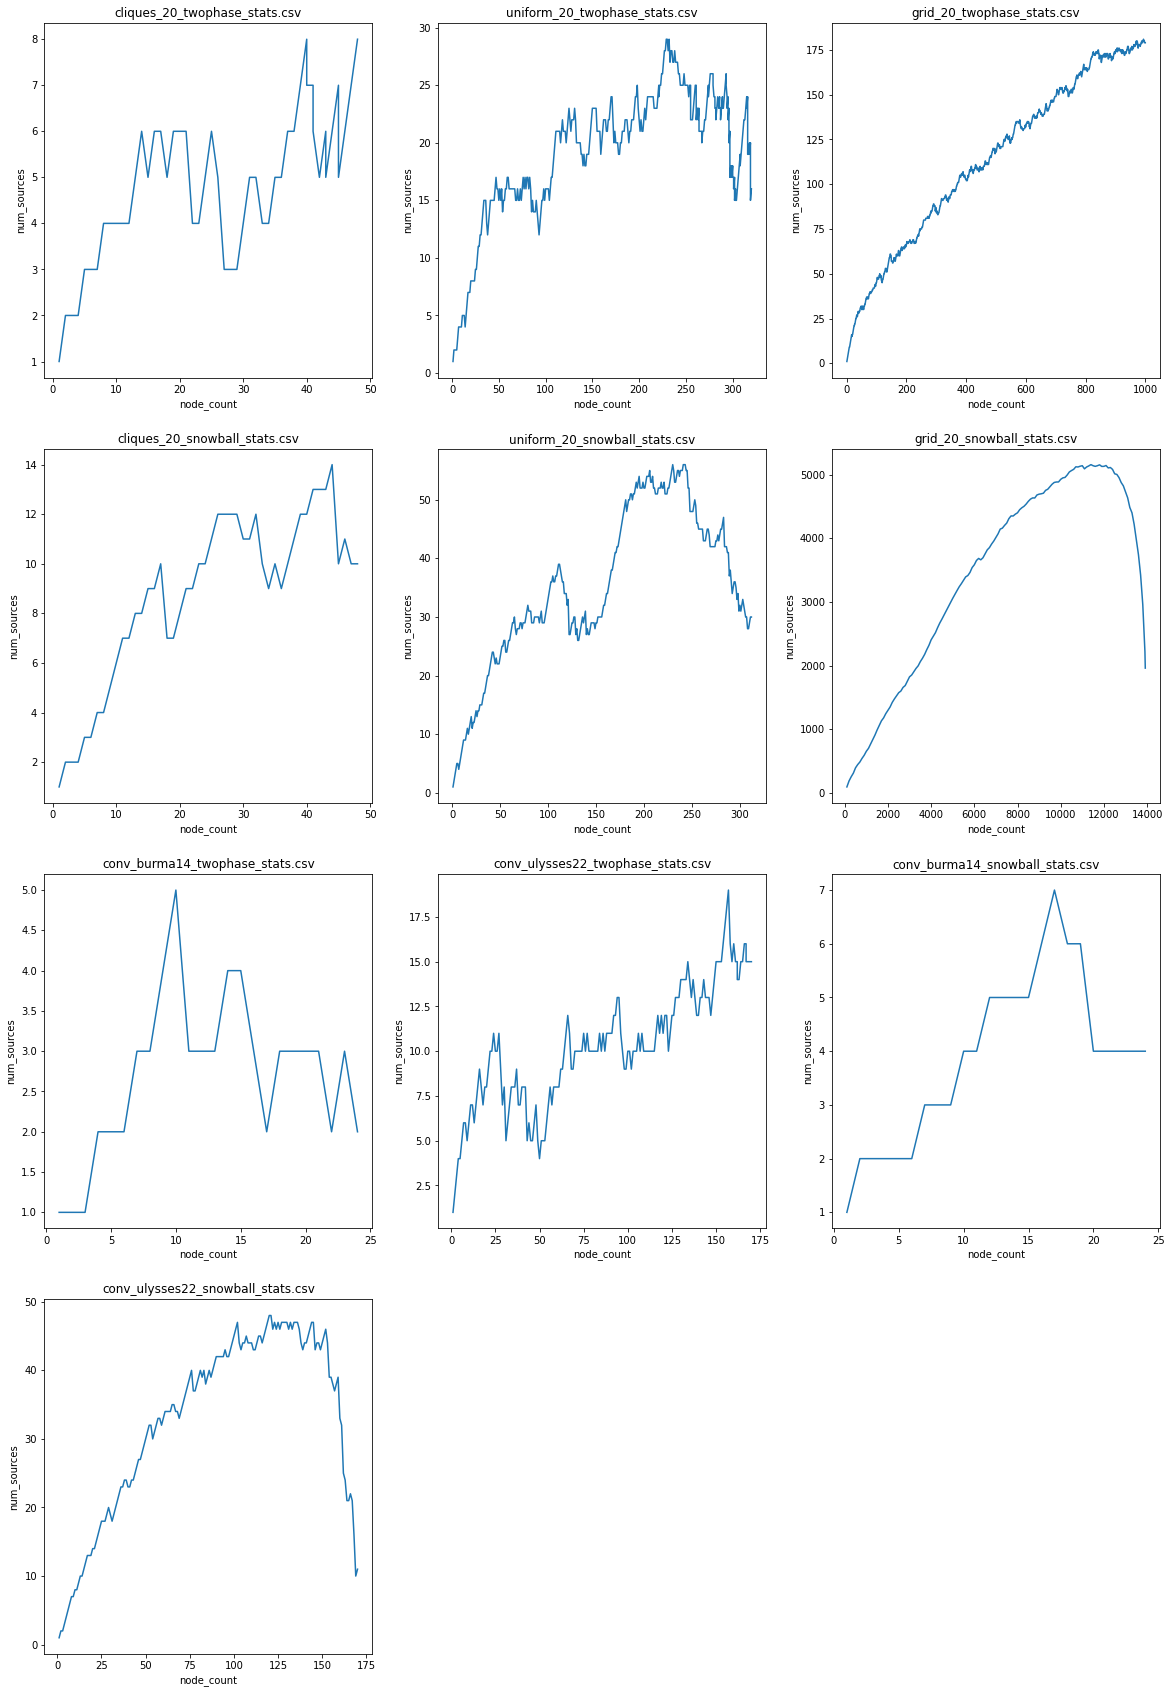 cliques_20_twophase_stats.csv
num_sources
8
7
6
5
4
3
2
1
0 10 20 30 40 50
node_count
uniform_20_twophase_stats.csv
num_sources
30
25
20
15
10
5
0
0 50 100 150 200 250 300
node_count
grid_20_twophase_stats.csv
num_sources
175
150
125
100
75
50
25
0
0 200 400 600 800 1000
node_count
cliques_20_snowball_stats.csv
num_sources
14
12
10
8
6
4
2
0 10 20 30 40 50
node_count
uniform_20_snowball_stats.csv
num_sources
50
40
30
20
10
0
0 50 100 150 200 250 300
node_count
grid_20_snowball_stats.csv
num_sources
5000
4000
3000
2000
1000
0
0 2000 4000 6000 8000 10000 12000 14000
node_count
conv_burma14_twophase_stats.csv
num_sources
5.0
4.5
4.0
3.5
3.0
2.5
2.0
1.5
1.0
0 5 10 15 20 25
node_count
conv_ulysses22_twophase_stats.csv
num_sources
17.5
15.0
12.5
10.0
7.5
5.0
2.5
0 25 50 75 100 125 150 175
node_count
conv_burma14_snowball_stats.csv
num_sources
7
6
5
4
3
2
1
0 5 10 15 20 25
node_count
conv_ulysses22_snowball_stats.csv
num_sources
50
40
30
20
10
0
0 25 50 75 100 125 150 175
node_count